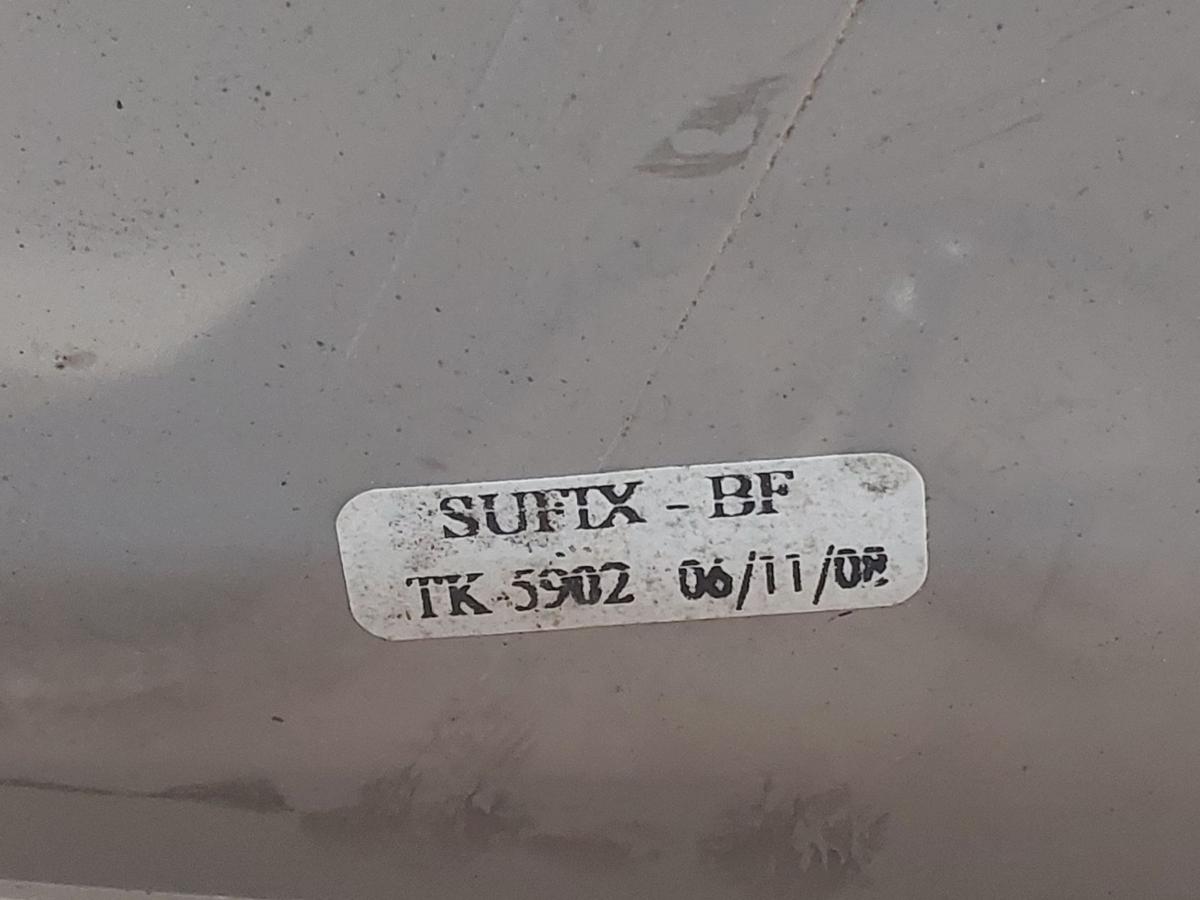 SUFIX - BF
TK 5902 06/11/08